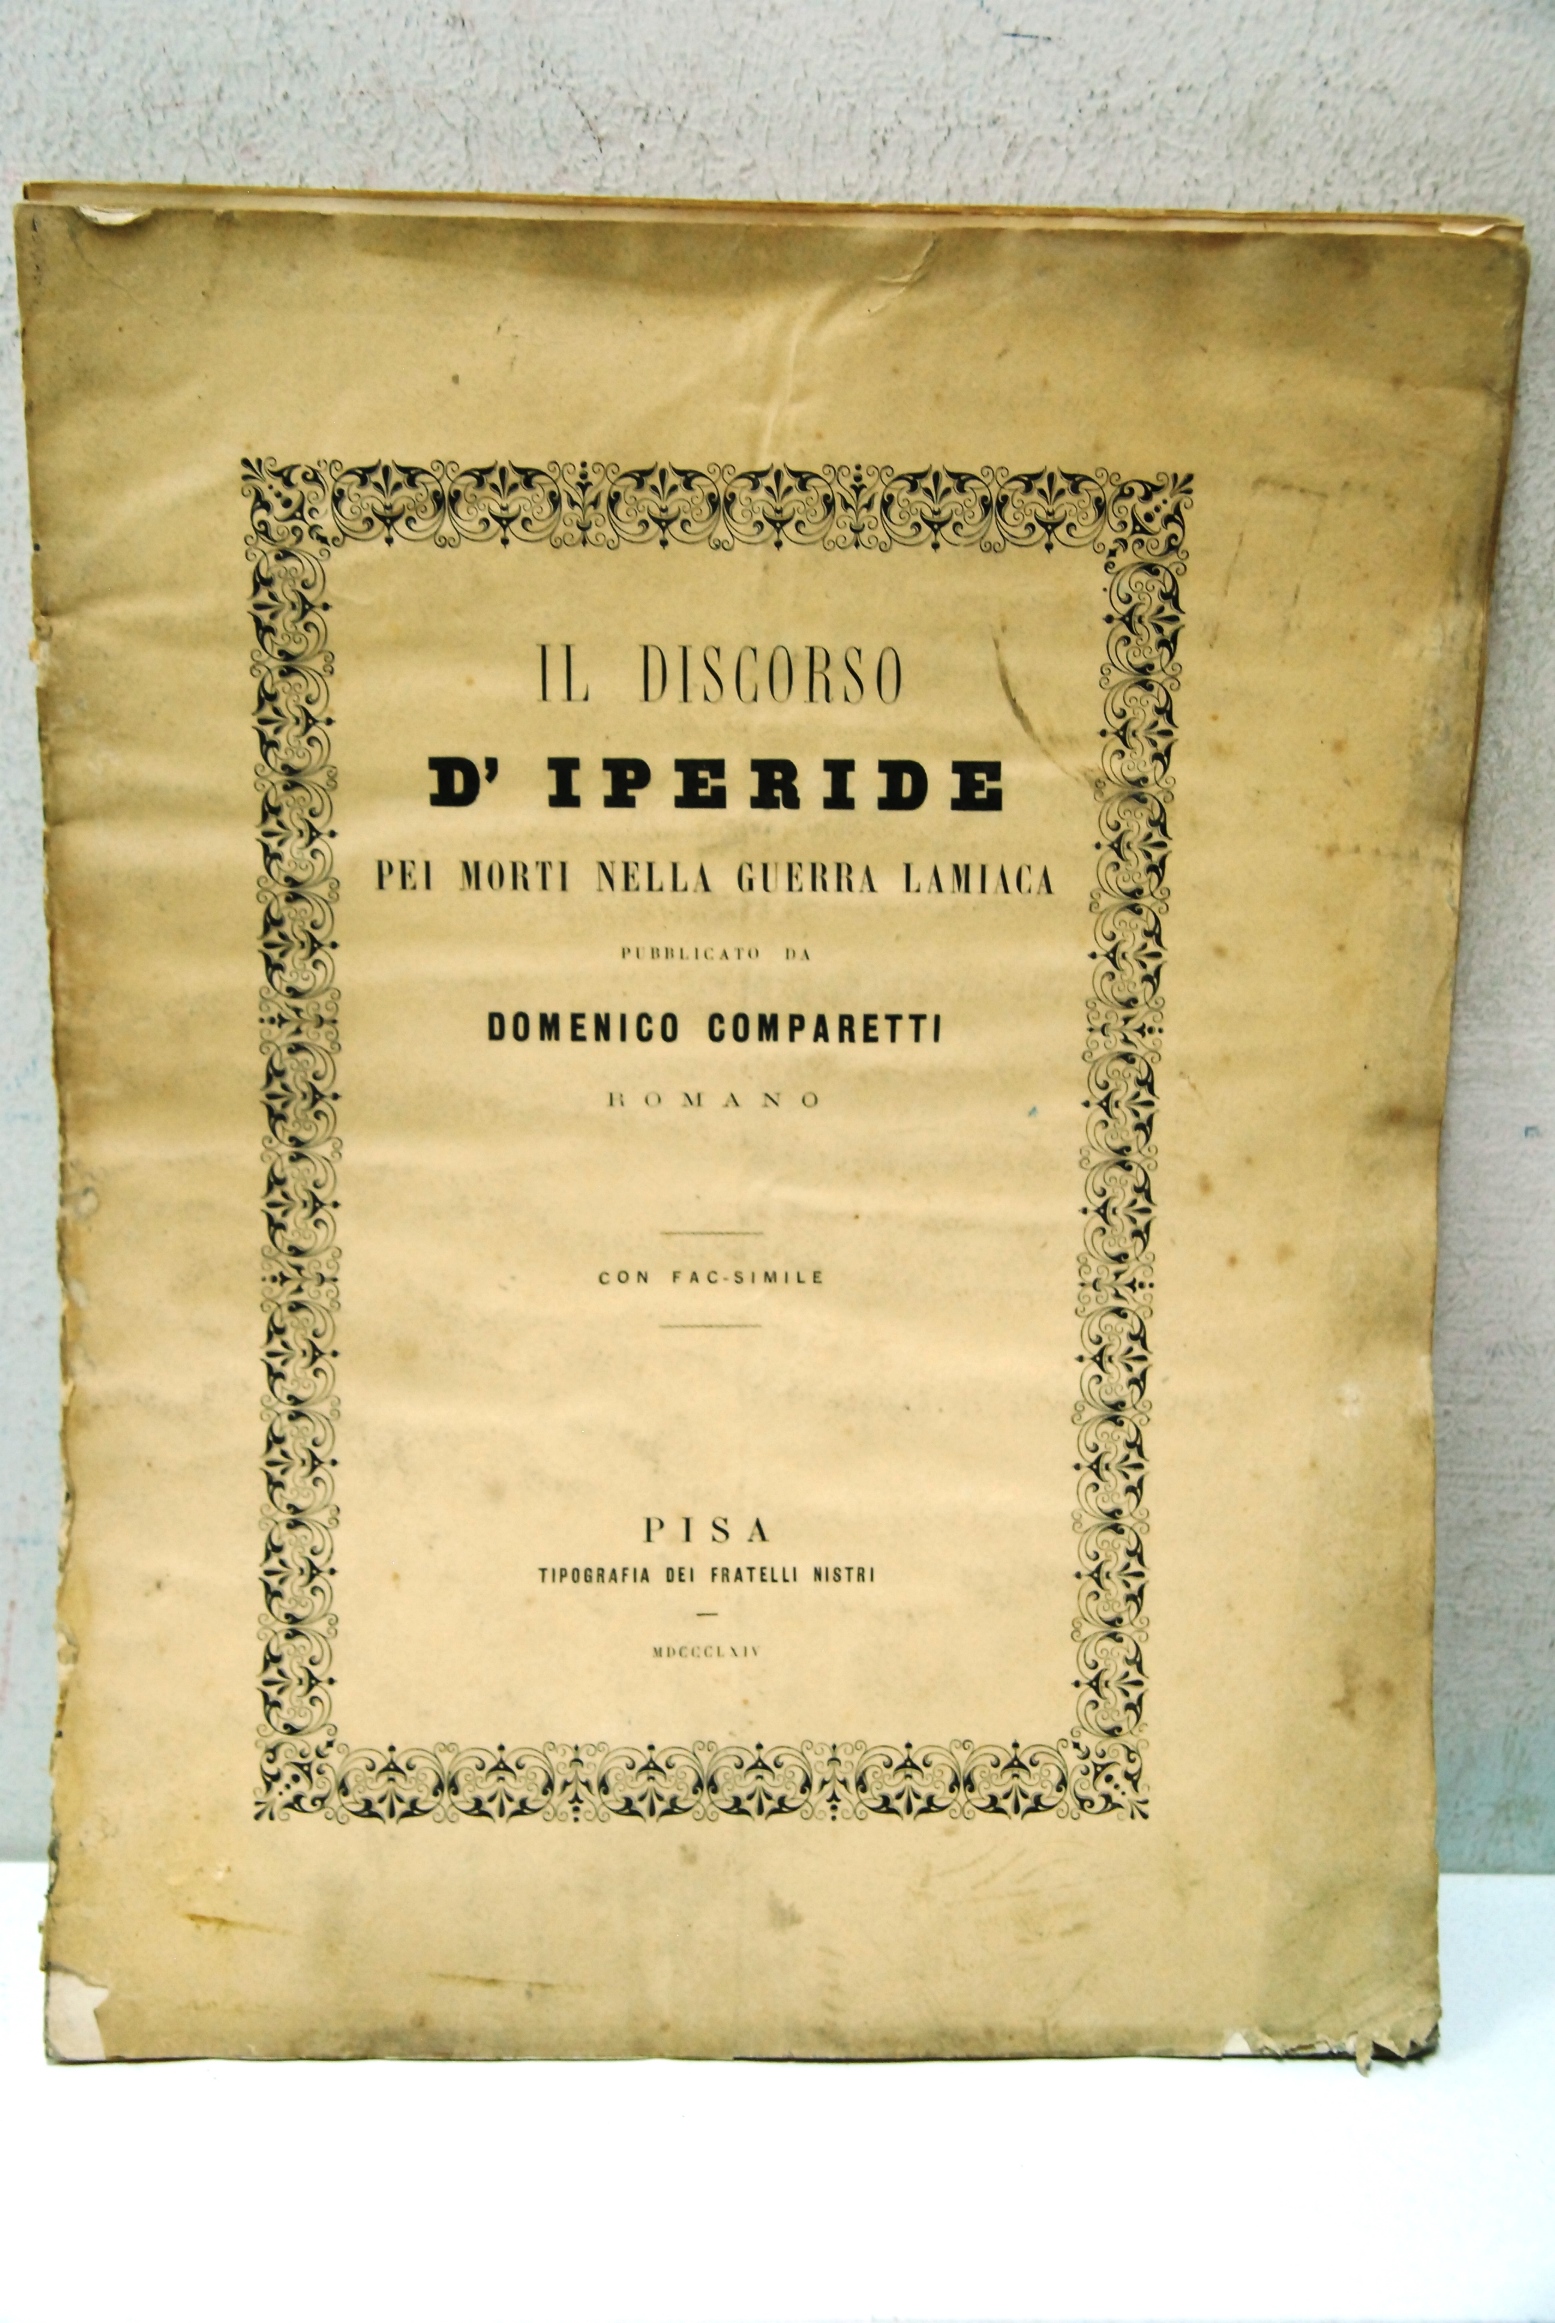 IL DISCORSO
D' IPERIDE
PEI MORTI NELLA GUERRA LAMIACA
PUBBLICATO DA
DOMENICO COMPARETTI
ROMANO
CON FAC-SIMILE
PISA
TIPOGRAFIA DEI FRATELLI NISTRI
MDCCCLXIV